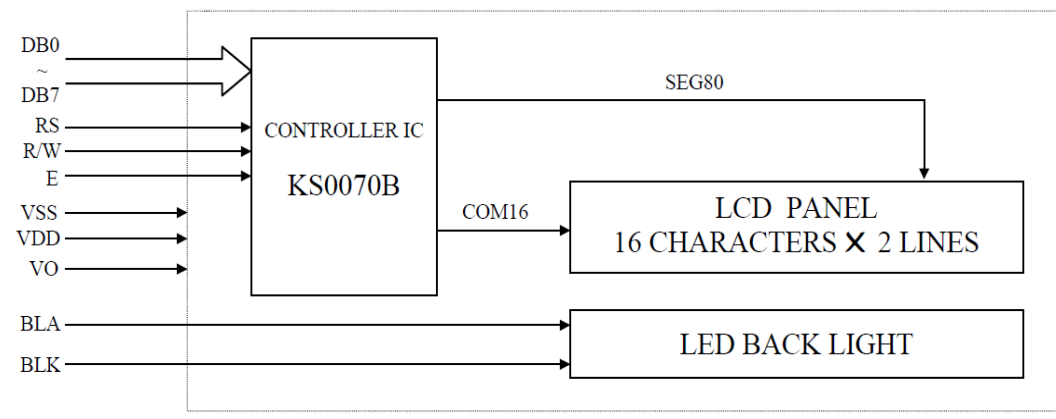 DB0
~
DB7
RS
R/W
E
VSS
VDD
VO
BLA
BLK
CONTROLLER IC
KS0070B
SEG80
COM16
LCD PANEL
16 CHARACTERS X 2 LINES
LED BACK LIGHT